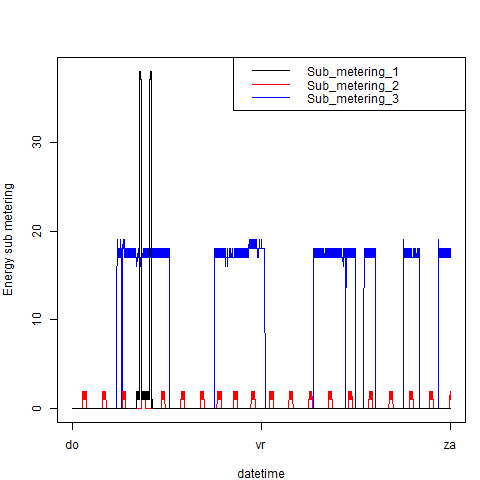 Sub_metering_1
Sub_metering_2
Sub_metering_3
Energy sub metering
30
20
10
0
do
vr
za
datetime